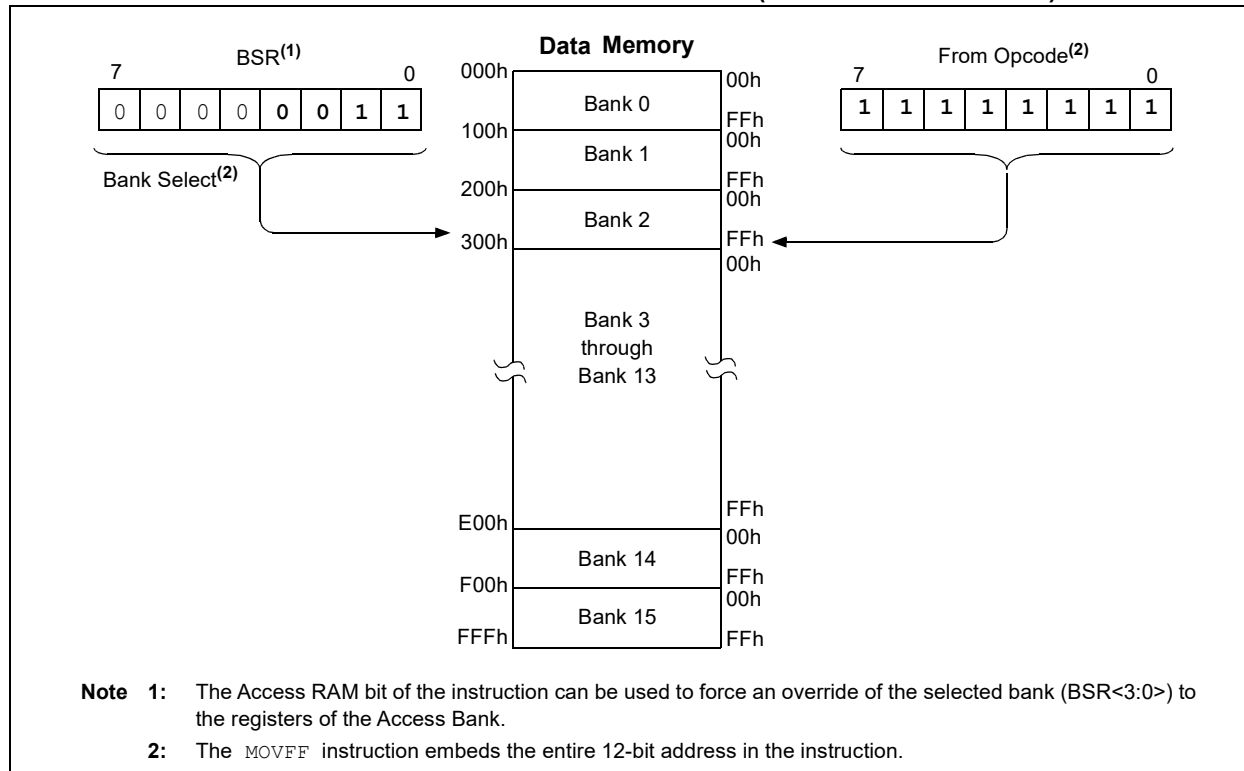 Data Memory
BSR(1)
7 0
0 0 0 0 0 0 1 1
Bank Select(2)
From Opcode(2)
7 0
1 1 1 1 1 1 1 1
000h
00h
Bank 0
FFh
100h
00h
Bank 1
FFh
200h
00h
Bank 2
FFh
300h
00h
Bank 3
through
Bank 13
FFh
E00h
00h
Bank 14
FFh
F00h
00h
Bank 15
FFFh
FFh
Note 1: The Access RAM bit of the instruction can be used to force an override of the selected bank (BSR<3:0>) to
the registers of the Access Bank.
2: The MOVFF instruction embeds the entire 12-bit address in the instruction.